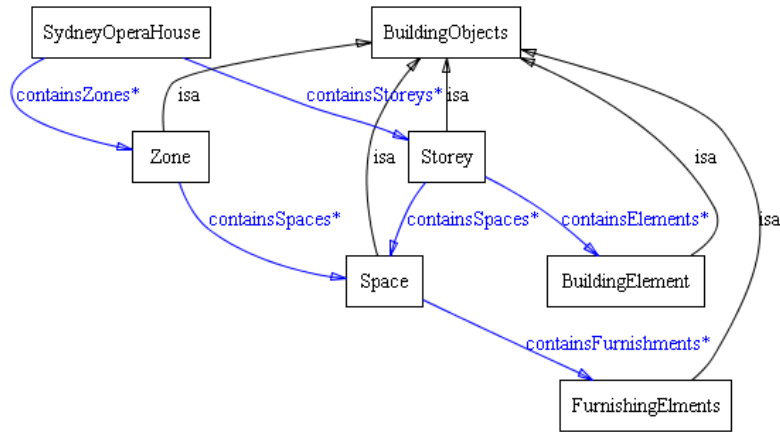 SydneyOperaHouse
BuildingObjects
containsZones*
isa
containsStoreys*
isa
Zone
isa
Storey
isa
isa
containsSpaces*
containsSpaces*
containsElements*
Space
BuildingElement
containsFurnishments*
FurnishingElments